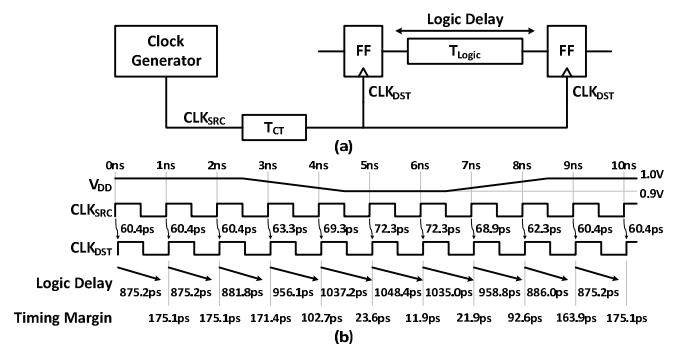 Logic Delay
Clock Generator
FF
T_Logic
FF
CLK_DST
CLK_DST
CLK_SRC
T_CT
(a)
0ns 1ns 2ns 3ns 4ns 5ns 6ns 7ns 8ns 9ns 10ns
V_DD
1.0V
0.9V
CLK_SRC
60.4ps 60.4ps 60.4ps 63.3ps 69.3ps 72.3ps 72.3ps 68.9ps 62.3ps 60.4ps 60.4ps
CLK_DST
Logic Delay
875.2ps 875.2ps 881.8ps 956.1ps 1037.2ps 1048.4ps 1035.0ps 958.8ps 886.0ps 875.2ps
Timing Margin
175.1ps 175.1ps 171.4ps 102.7ps 23.6ps 11.9ps 21.9ps 92.6ps 163.9ps 175.1ps
(b)